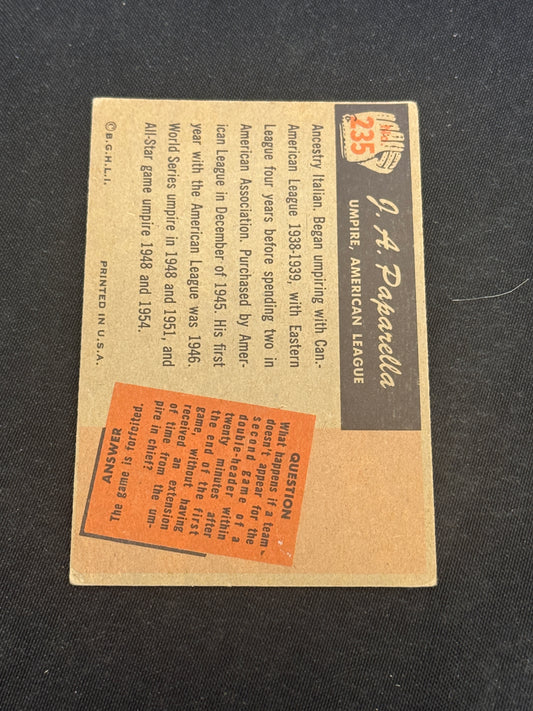 No.
235
J. A. Paparella
UMPIRE, AMERICAN LEAGUE
Ancestry Italian. Began umpiring with Can.-
American League 1938-1939, with Eastern
League four years before spending two in
American Association. Purchased by Amer-
ican League in December of 1945. His first
year with the American League was 1946.
World Series umpire in 1948 and 1951, and
All-Star game umpire 1948 and 1954.
QUESTION
What happens if a team
doesn't appear for the
second game of a
double-header within
twenty minutes after
the end of the first
game, without having
received an extension
of time from the um-
pire in chief?
ANSWER
The game is forfeited.
©B.G.H.L.I.
PRINTED IN U.S.A.